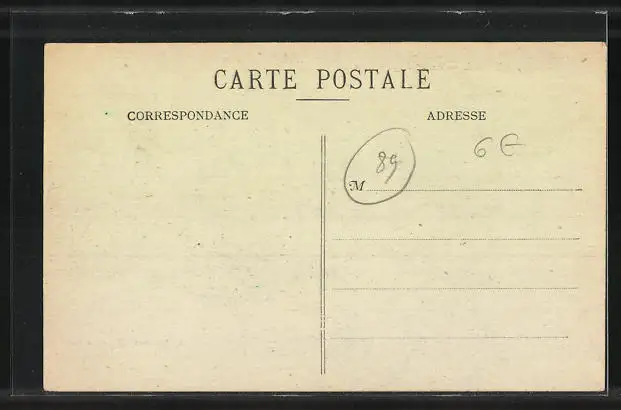 CARTE POSTALE
CORRESPONDANCE
ADRESSE
6€
89
M